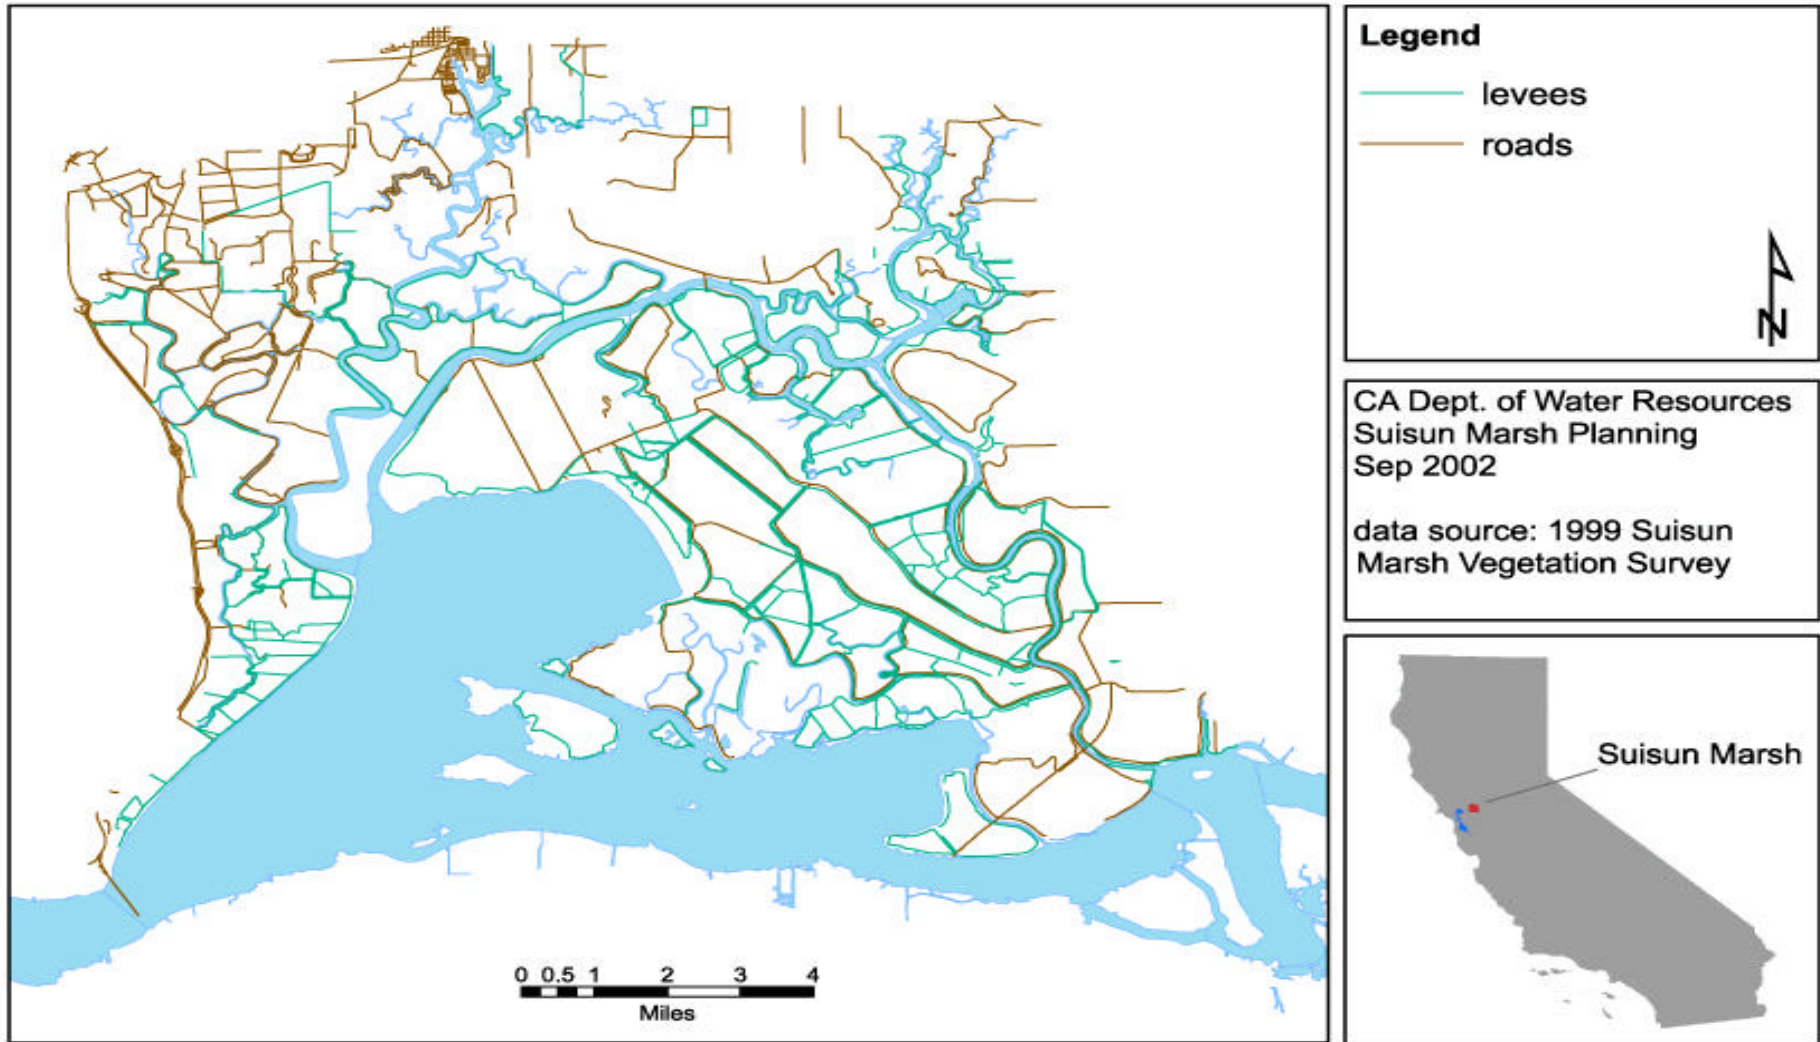 Legend
levees
roads
N
CA Dept. of Water Resources
Suisun Marsh Planning
Sep 2002
data source: 1999 Suisun
Marsh Vegetation Survey
Suisun Marsh
0 0.5 1 2 3 4
Miles